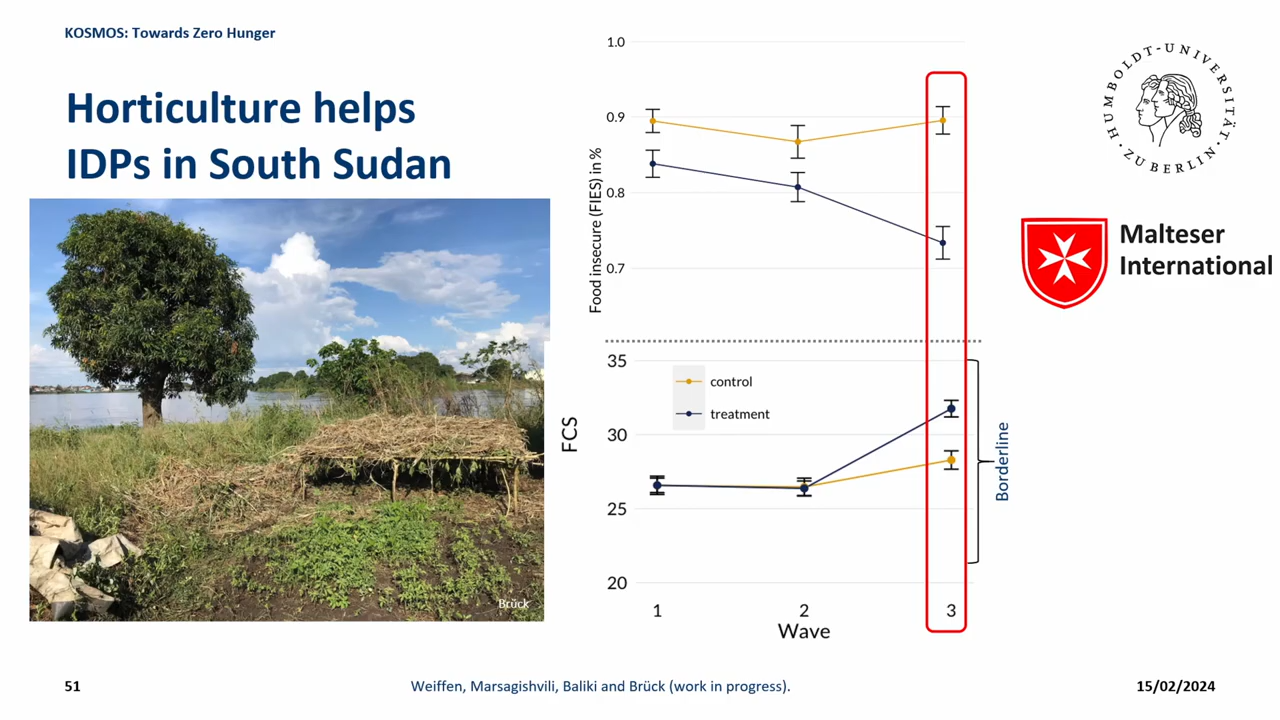 KOSMOS: Towards Zero Hunger
Horticulture helps
IDPs in South Sudan
Brück
1.0
0.9
0.8
0.7
Food insecure (FIES) in %
35
30
25
20
FCS
control
treatment
Borderline
1 2 3
Wave
HUMBOLDT-UNIVERSITÄT
ZU BERLIN
Malteser
International
51
Weiffen, Marsagishvili, Baliki and Brück (work in progress).
15/02/2024